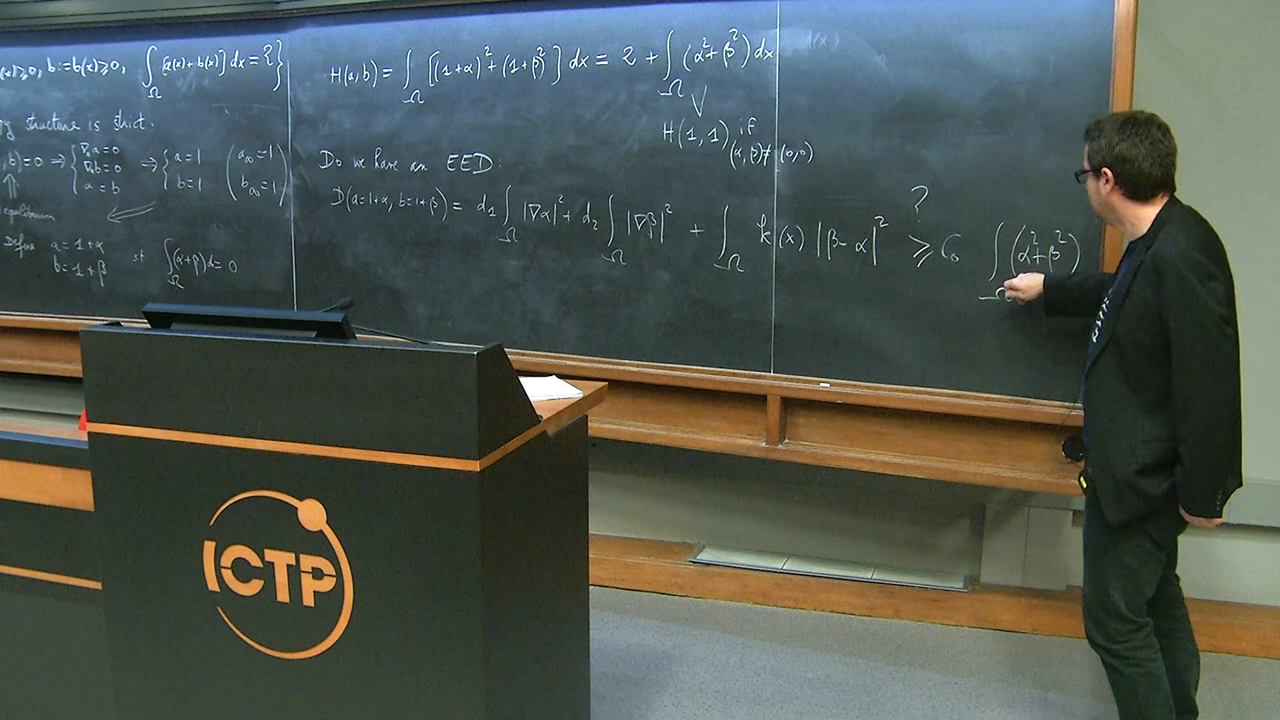 (x)≥0, b:=b(x)≥0, ∫_Ω [a(x)+b(x)] dx = 2}
y structure is strict.
, b)=0 ⇒ { ∇a=0 ∇b=0 a=b ⇒ { a=1 b=1 ( a∞=1 b∞=1 )
equilibrium
Define a=1+α b=1+β st ∫_Ω (α+β)dx=0
H(a,b) = ∫_Ω [(1+α)²+(1+β)²] dx = 2 + ∫_Ω (α²+β²) dx
H(1,1) if (α,β)≠(0,0)
Do we have an EED:
D(a=1+α, b=1+β) = d₁ ∫_Ω |∇α|² + d₂ ∫_Ω |∇β|² + ∫_Ω k(x) |β-α|² ≥? C₀ ∫_Ω (α²+β²)
ICTP